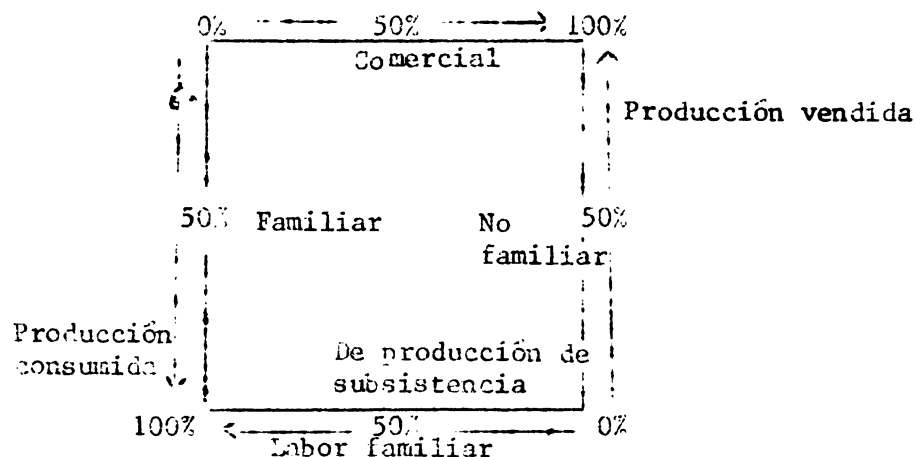 0% 50% 100%
Comercial
Producción vendida
50% Familiar No 50%
familiar
Producción De producción de
consumida subsistencia
100% 50% 0%
Labor familiar